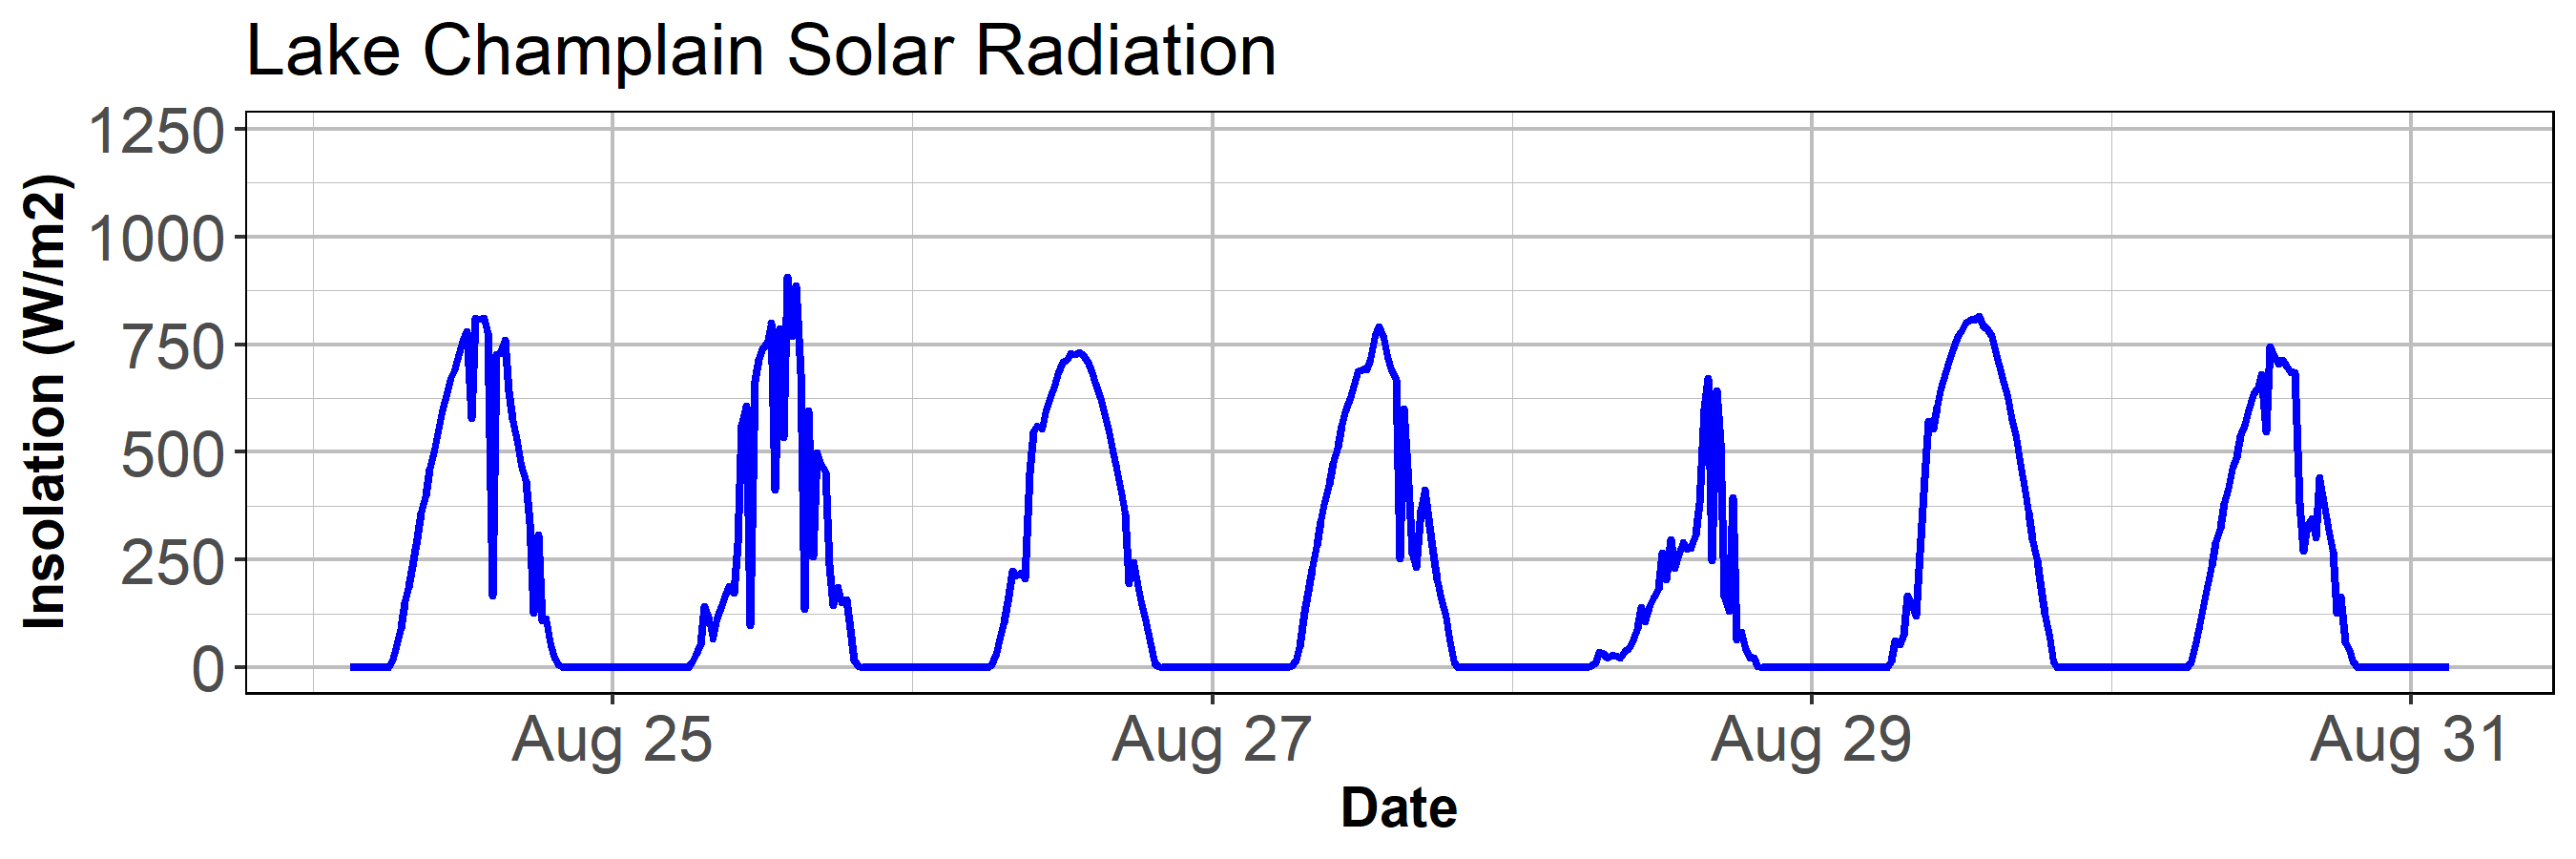 Lake Champlain Solar Radiation
Insolation (W/m2)
1250
1000
750
500
250
0
Aug 25 Aug 27 Aug 29 Aug 31
Date